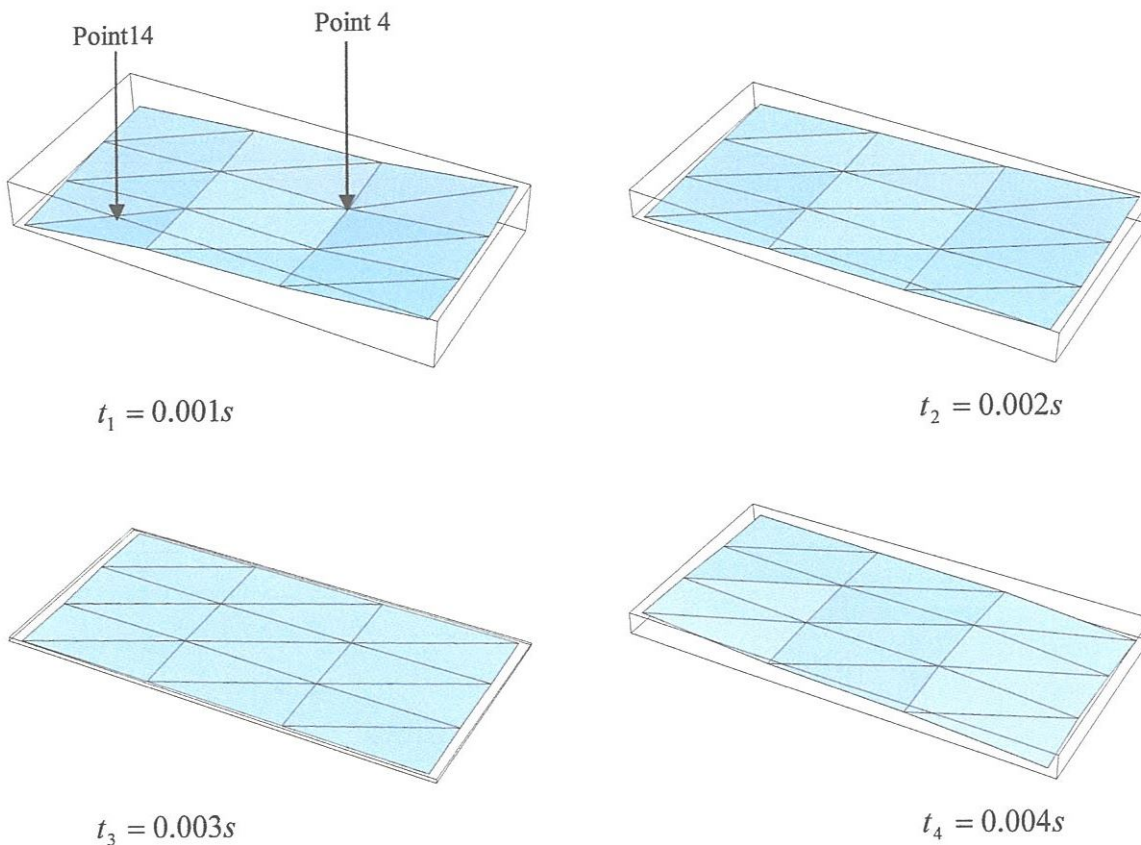 Point14
Point 4
t₁ = 0.001s
t₂ = 0.002s
t₃ = 0.003s
t₄ = 0.004s